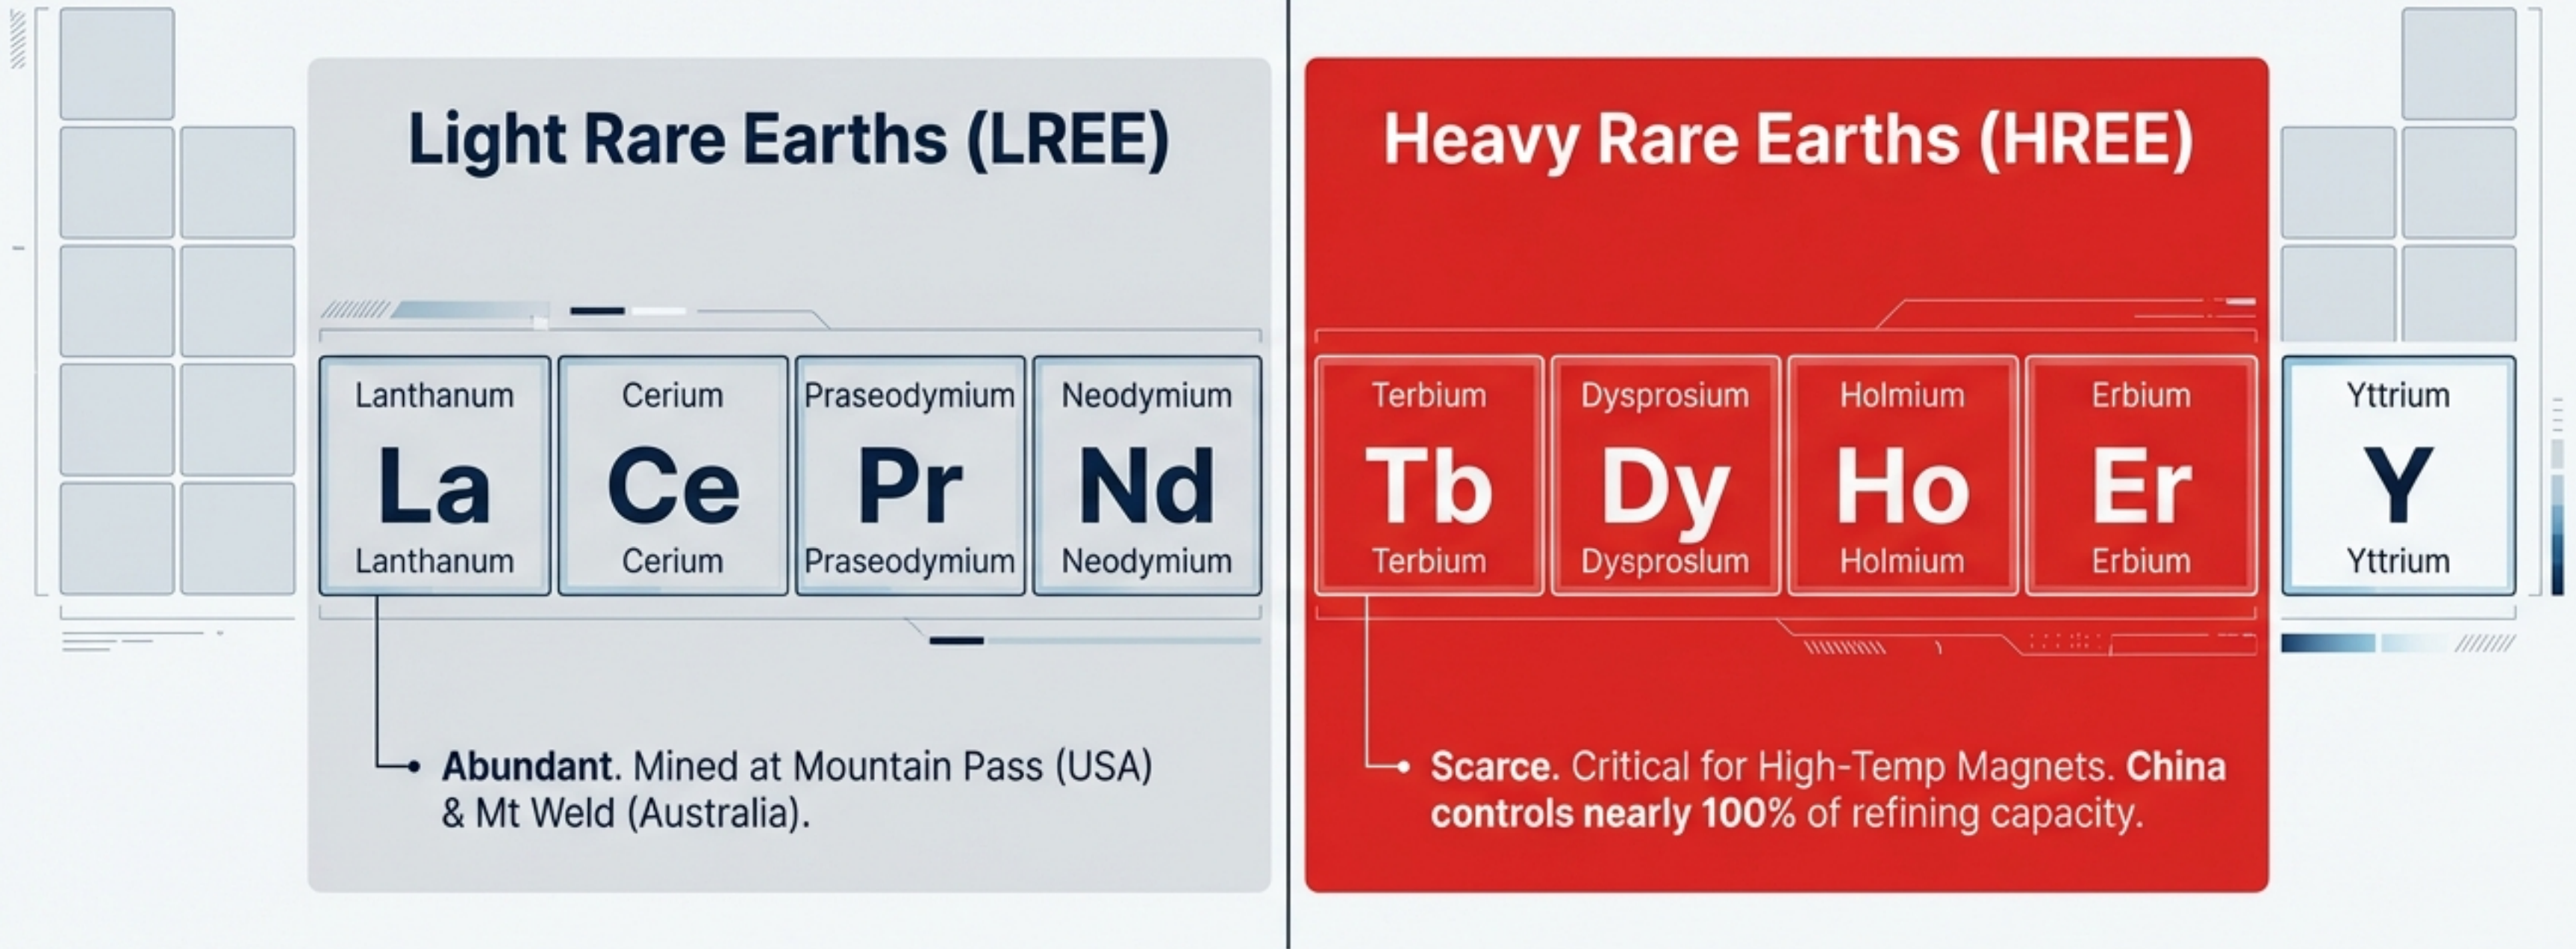 Light Rare Earths (LREE)
Lanthanum
La
Lanthanum
Cerium
Ce
Cerium
Praseodymium
Pr
Praseodymium
Neodymium
Nd
Neodymium
Abundant. Mined at Mountain Pass (USA)
& Mt Weld (Australia).
Heavy Rare Earths (HREE)
Terbium
Tb
Terbium
Dysprosium
Dy
Dysproslum
Holmium
Ho
Holmium
Erbium
Er
Erbium
Scarce. Critical for High-Temp Magnets. China
controls nearly 100% of refining capacity.
Yttrium
Y
Yttrium